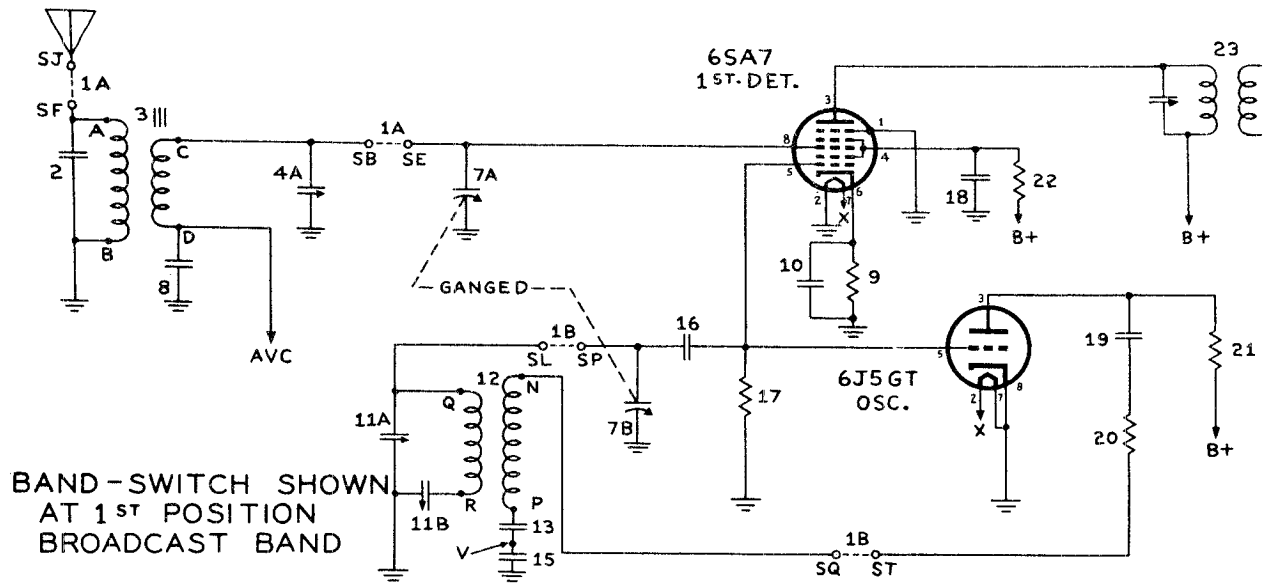 SJ
1A
SF
A
3
C
2
B
D
8
AVC
4A
1A
SB
SE
7A
GANGED
6SA7
1ST. DET.
3
8
5
1
4
6
2
7
X
10
9
18
22
B+
23
B+
1B
SL
SP
16
12
N
Q
11A
R
11B
P
13
V
15
7B
17
6J5GT
OSC.
3
5
2
7
8
X
19
20
21
B+
1B
SQ
ST
BAND-SWITCH SHOWN
AT 1ST POSITION
BROADCAST BAND